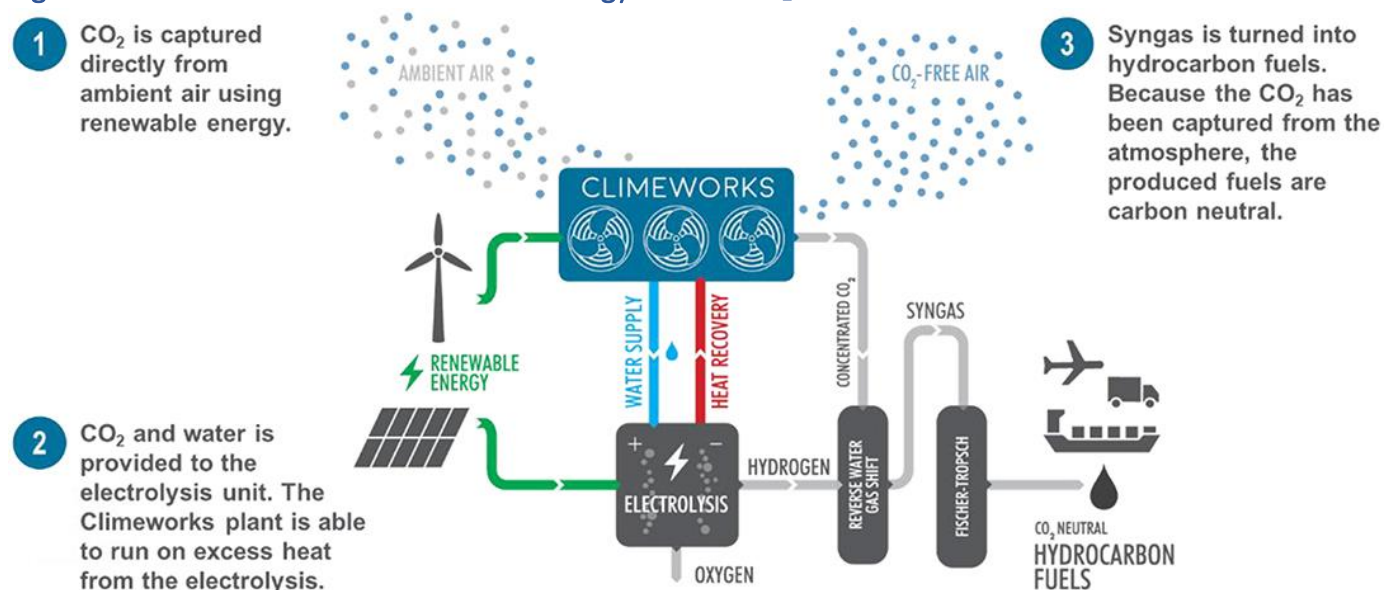 1
CO₂ is captured
directly from
ambient air using
renewable energy.
AMBIENT AIR
CO₂-FREE AIR
3
Syngas is turned into
hydrocarbon fuels.
Because the CO₂ has
been captured from the
atmosphere, the
produced fuels are
carbon neutral.
CLIMEWORKS
WATER SUPPLY
HEAT RECOVERY
CONCENTRATED CO₂
SYNGAS
RENEWABLE
ENERGY
2
CO₂ and water is
provided to the
electrolysis unit. The
Climeworks plant is able
to run on excess heat
from the electrolysis.
+ −
ELECTROLYSIS
HYDROGEN
OXYGEN
REVERSE WATER
GAS SHIFT
FISCHER-TROPSCH
CO₂ NEUTRAL
HYDROCARBON
FUELS